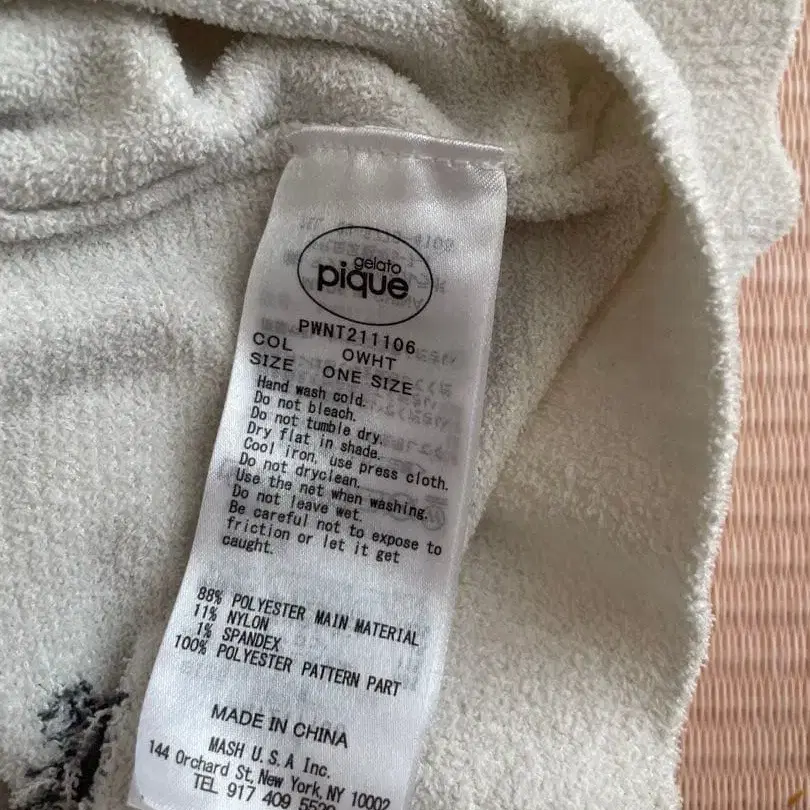 gelato
pique
PWNT211106
COL OWHT
SIZE ONE SIZE
Hand wash cold.
Do not bleach.
Do not tumble dry.
Dry flat in shade.
Cool iron, use press cloth.
Do not dryclean.
Use the net when washing.
Do not leave wet.
Be careful not to expose to
friction or let it get
caught.
88% POLYESTER MAIN MATERIAL
11% NYLON
1% SPANDEX
100% POLYESTER PATTERN PART
MADE IN CHINA
MASH U.S.A Inc.
144 Orchard St, New York, NY 10002
TEL 917 409